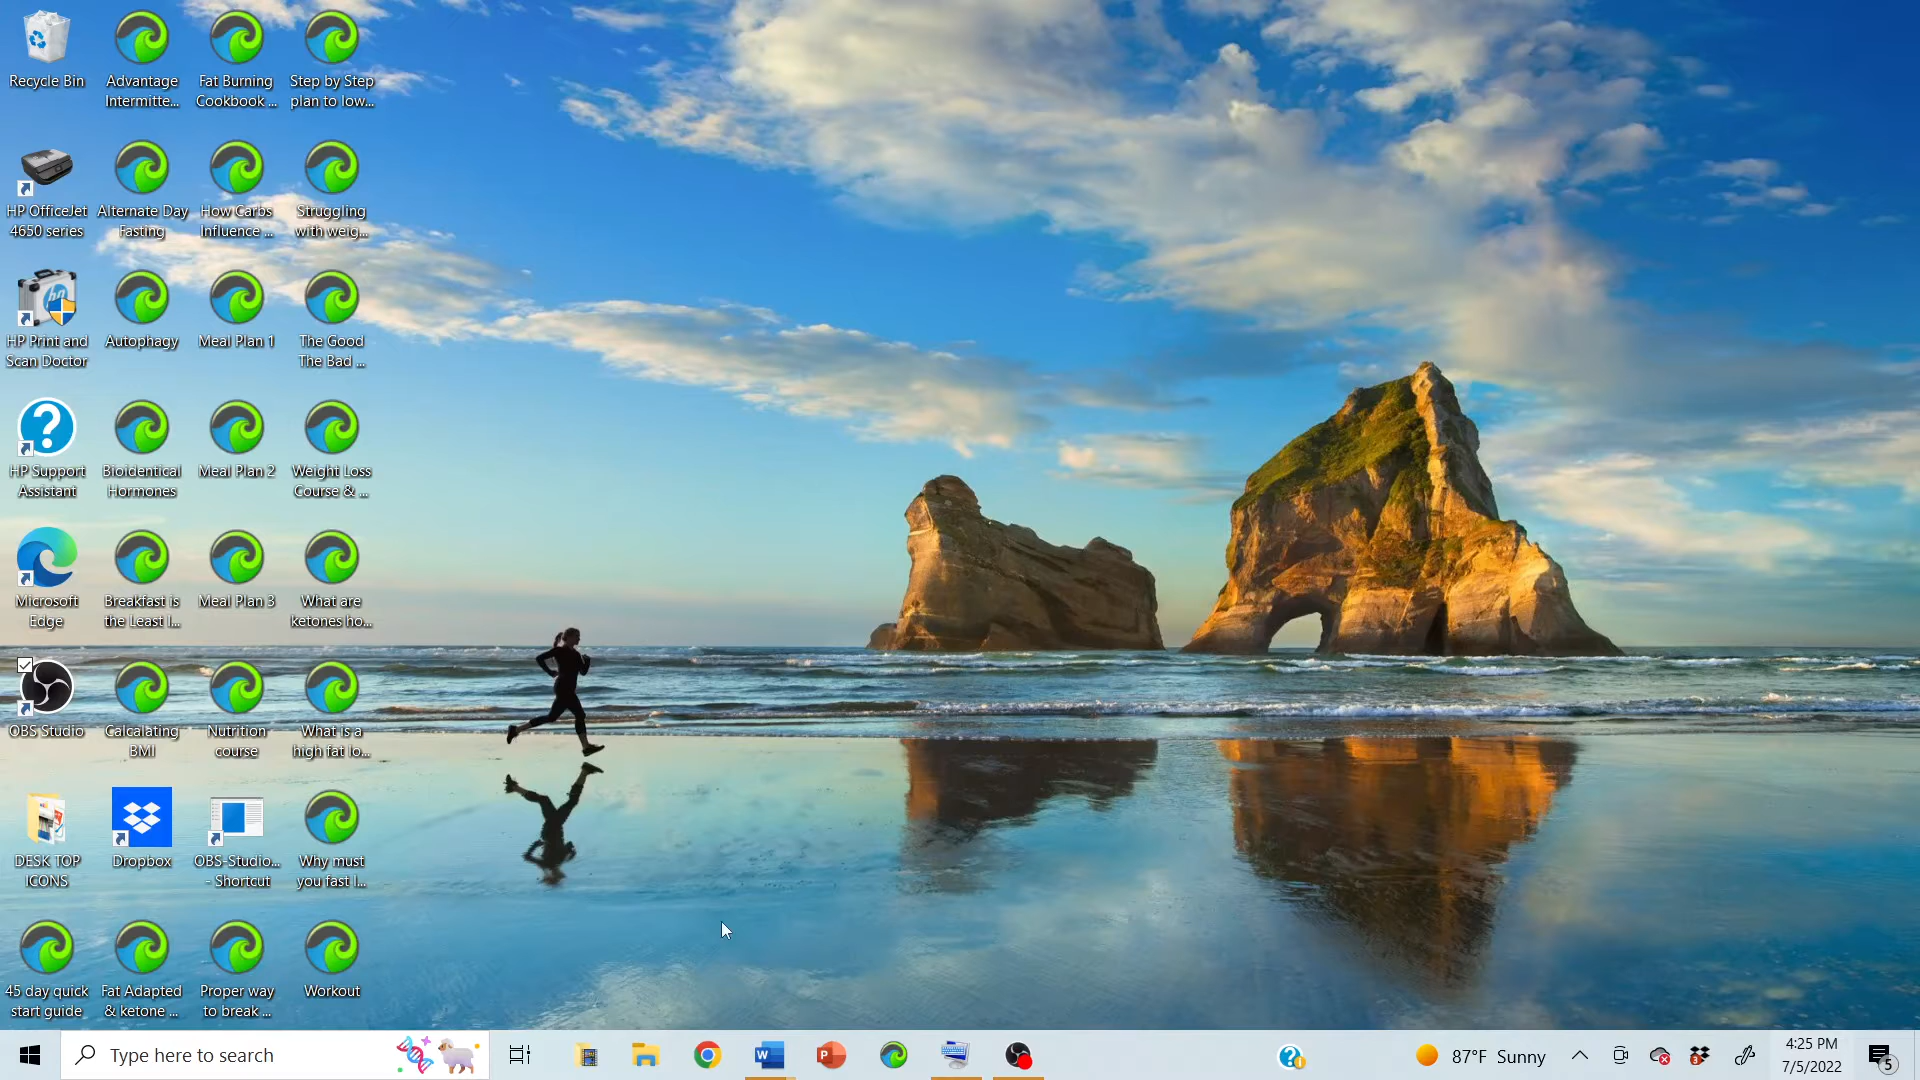 Recycle Bin
Advantage
Intermitte...
Fat Burning
Cookbook ...
Step by Step
plan to low...
HP OfficeJet
4650 series
Alternate Day
Fasting
How Carbs
Influence ...
Struggling
with weig...
HP Print and
Scan Doctor
Autophagy
Meal Plan 1
The Good
The Bad ...
HP Support
Assistant
Bioidentical
Hormones
Meal Plan 2
Weight Loss
Course & ...
Microsoft
Edge
Breakfast is
the Least I...
Meal Plan 3
What are
ketones ho...
OBS Studio
Calcalating
BMI
Nutrition
course
What is a
high fat lo...
DESK TOP
ICONS
Dropbox
OBS-Studio...
- Shortcut
Why must
you fast I...
45 day quick
start guide
Fat Adapted
& ketone ...
Proper way
to break ...
Workout
Type here to search
87°F Sunny
4:25 PM
7/5/2022
5